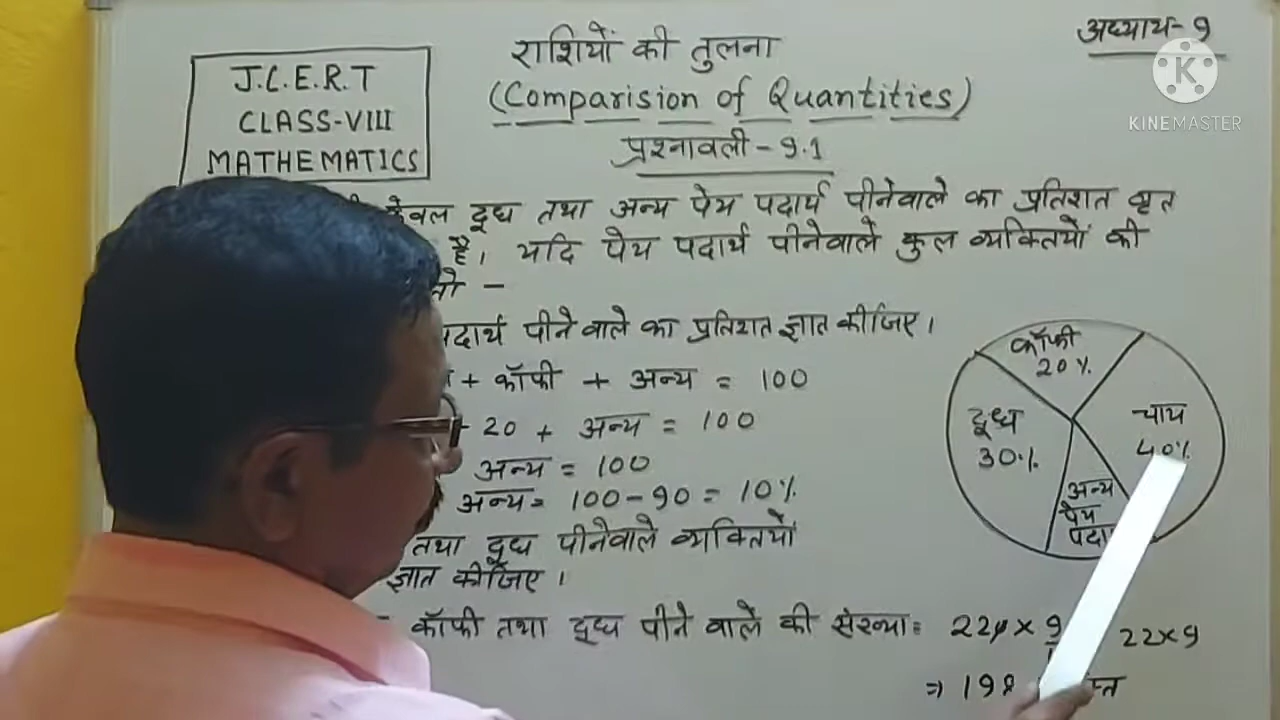 अध्याय-9
राशियों की तुलना
J.C.E.R.T
CLASS-VIII
MATHEMATICS
(Comparision of Quantities)
प्रश्नावली-9.1
K
KINEMASTER
केवल दूध तथा अन्य पेय पदार्थ पीनेवाले का प्रतिशत वृत
है। यदि पेय पदार्थ पीनेवाले कुल व्यक्तियों की
तो -
पदार्थ पीनेवाले का प्रतिशत ज्ञात कीजिए।
+ कॉफी + अन्य = 100
20 + अन्य = 100
अन्य = 100
अन्य = 100-90 = 10%
तथा दूध पीनेवाले व्यक्तियों
ज्ञात कीजिए।
कॉफी तथा दूध पीने वाले की संख्या = 220 × 9 22×9
⇒ 198
कॉफी
20%
चाय
40%
दूध
30%
अन्य
पेय